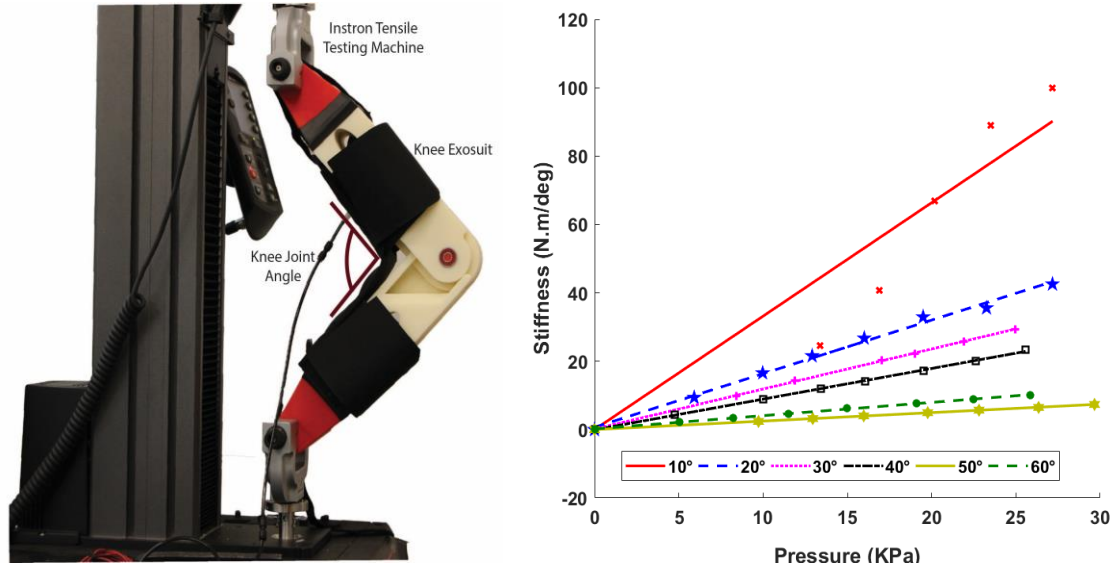 Instron Tensile
Testing Machine
Knee Exosuit
Knee Joint
Angle
Stiffness (N.m/deg)
120
100
80
60
40
20
0
-20
10° 20° 30° 40° 50° 60°
0 5 10 15 20 25 30
Pressure (KPa)